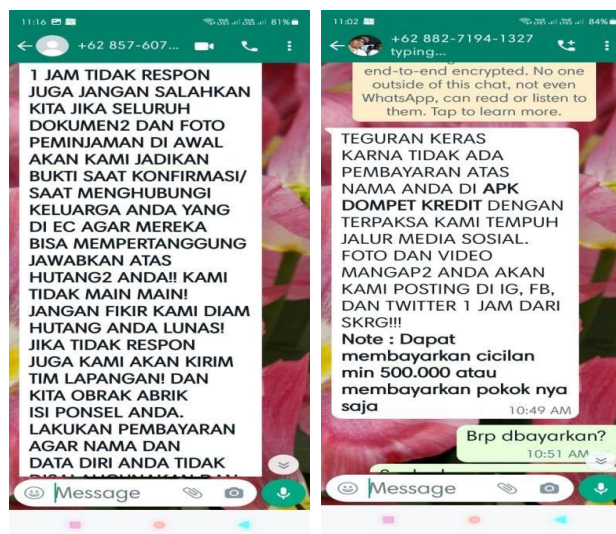 11:16
81%
+62 857-607...
1 JAM TIDAK RESPON
JUGA JANGAN SALAHKAN
KITA JIKA SELURUH
DOKUMEN2 DAN FOTO
PEMINJAMAN DI AWAL
AKAN KAMI JADIKAN
BUKTI SAAT KONFIRMASI/
SAAT MENGHUBUNGI
KELUARGA ANDA YANG
DI EC AGAR MEREKA
BISA MEMPERTANGGUNG
JAWABKAN ATAS
HUTANG2 ANDA!! KAMI
TIDAK MAIN MAIN!
JANGAN FIKIR KAMI DIAM
HUTANG ANDA LUNAS!
JIKA TIDAK RESPON
JUGA KAMI AKAN KIRIM
TIM LAPANGAN! DAN
KITA OBRAK ABRIK
ISI PONSEL ANDA.
LAKUKAN PEMBAYARAN
AGAR NAMA DAN
DATA DIRI ANDA TIDAK
Message
11:02
84%
+62 882-7194-1327
typing...
end-to-end encrypted. No one
outside of this chat, not even
WhatsApp, can read or listen to
them. Tap to learn more.
TEGURAN KERAS
KARNA TIDAK ADA
PEMBAYARAN ATAS
NAMA ANDA DI APK
DOMPET KREDIT DENGAN
TERPAKSA KAMI TEMPUH
JALUR MEDIA SOSIAL.
FOTO DAN VIDEO
MANGAP2 ANDA AKAN
KAMI POSTING DI IG, FB,
DAN TWITTER 1 JAM DARI
SKRG!!!
Note : Dapat
membayarkan cicilan
min 500.000 atau
membayarkan pokok nya
saja
10:49 AM
Brp dbayarkan?
10:51 AM
Message